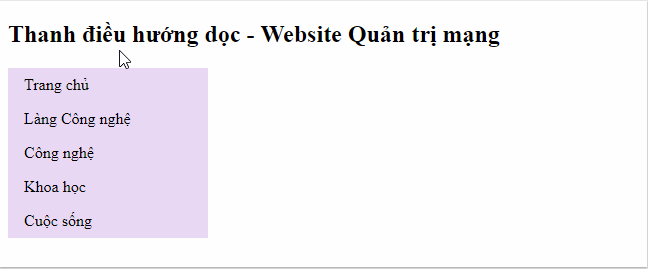 Thanh điều hướng dọc - Website Quản trị mạng
Trang chủ
Làng Công nghệ
Công nghệ
Khoa học
Cuộc sống